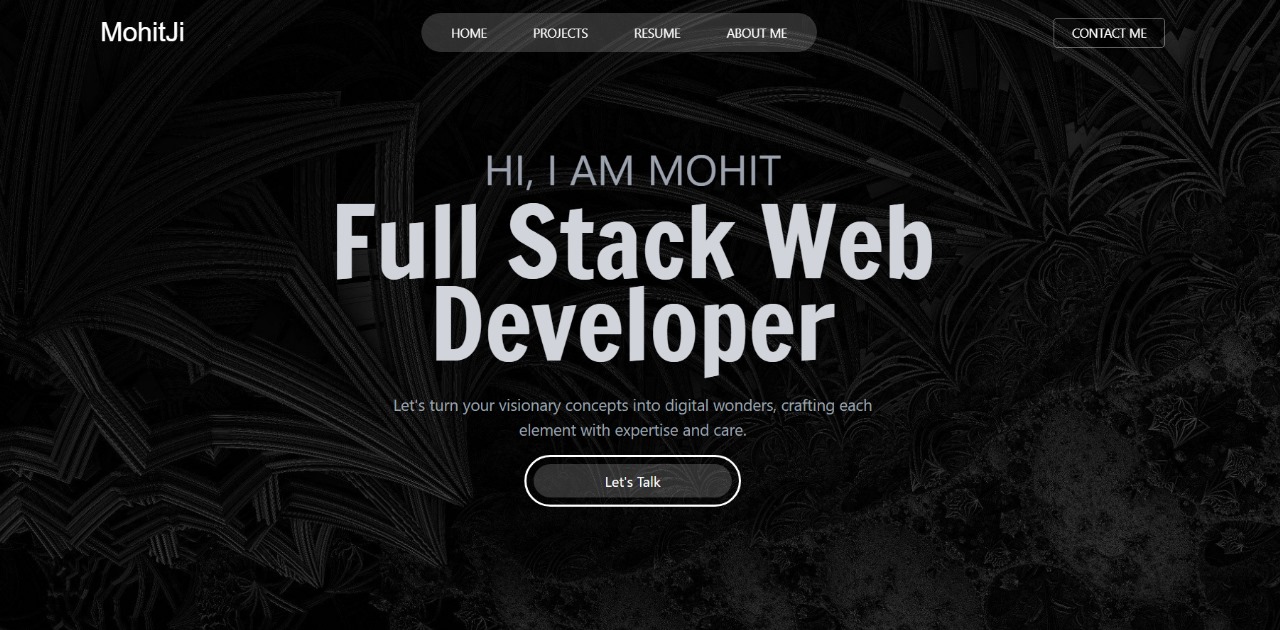 MohitJi
HOME PROJECTS RESUME ABOUT ME
CONTACT ME
HI, I AM MOHIT
Full Stack Web
Developer
Let's turn your visionary concepts into digital wonders, crafting each
element with expertise and care.
Let's Talk